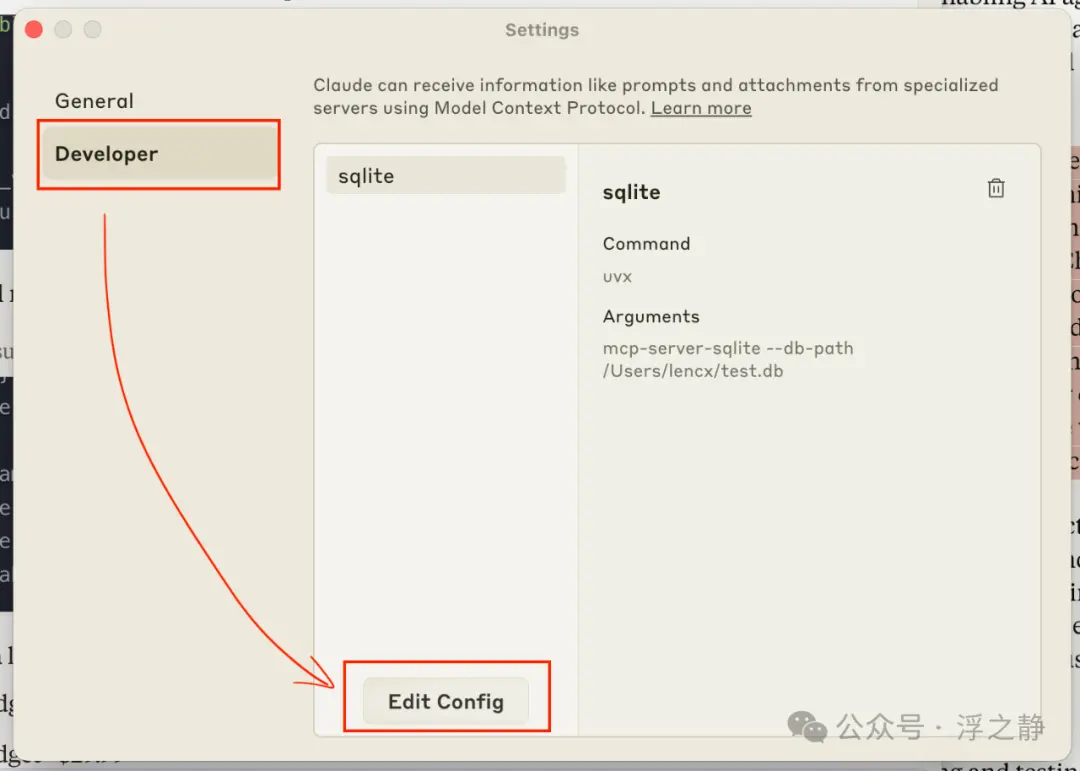 Settings
General
Developer
Claude can receive information like prompts and attachments from specialized
servers using Model Context Protocol. Learn more
sqlite
sqlite
Command
uvx
Arguments
mcp-server-sqlite --db-path
/Users/lencx/test.db
Edit Config
公众号 · 浮之静